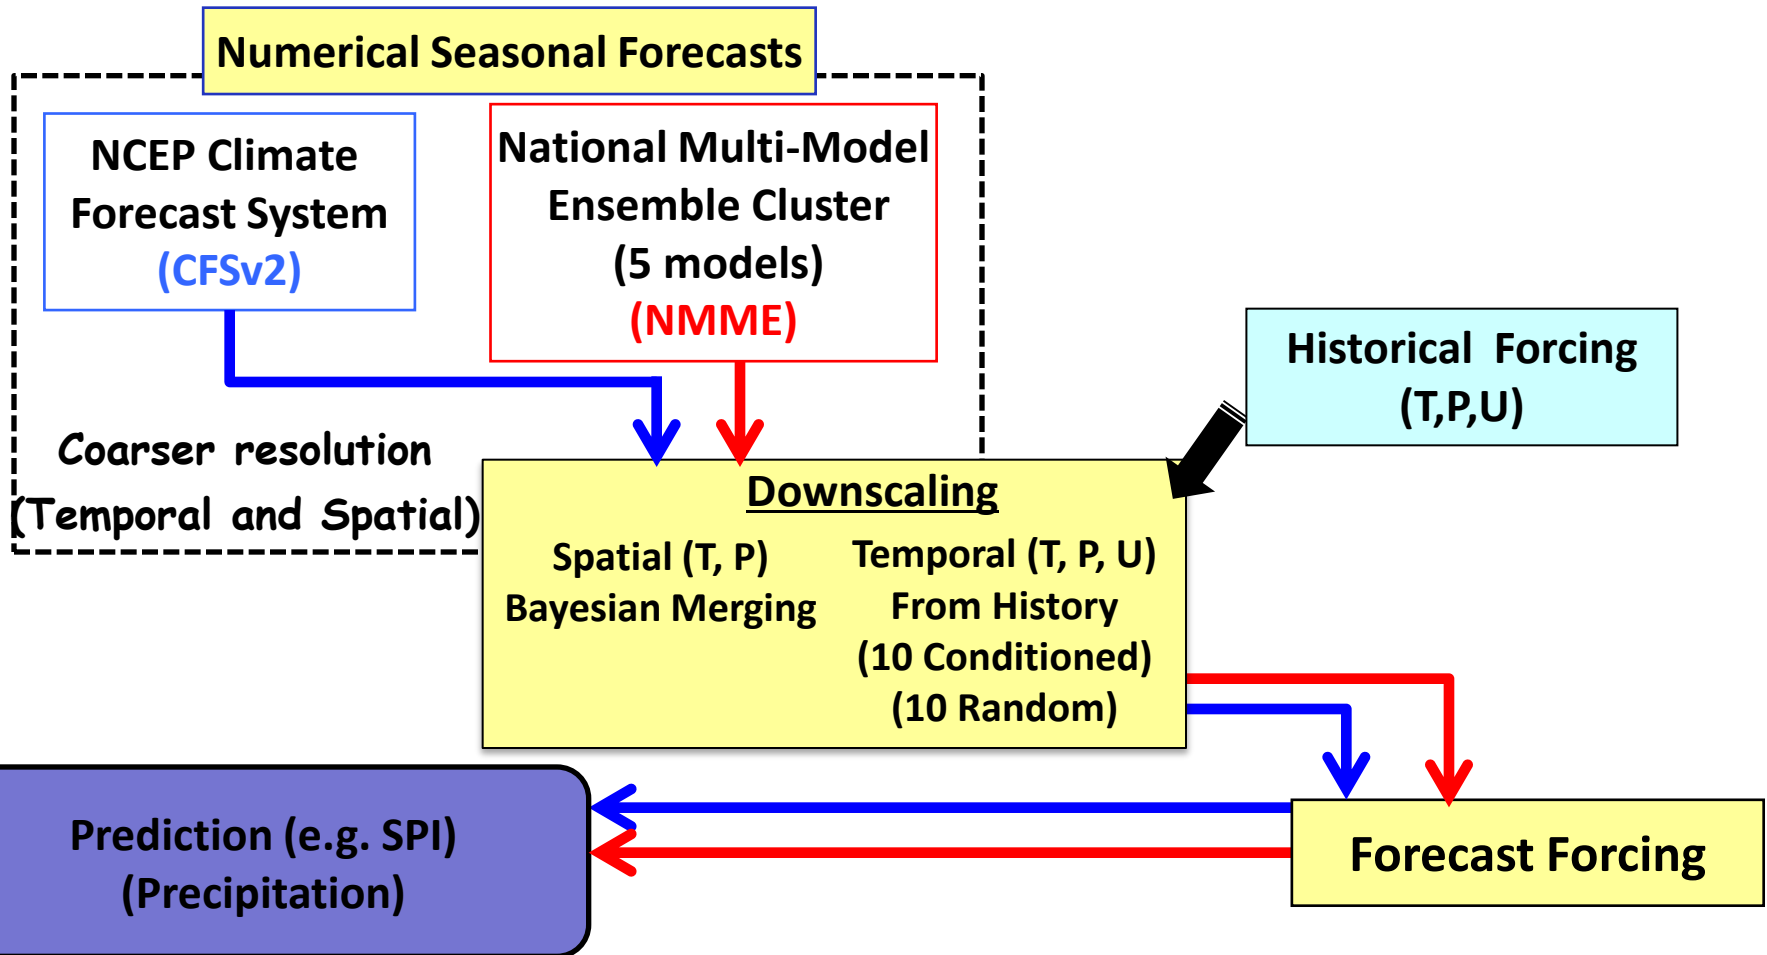 Numerical Seasonal Forecasts
NCEP Climate
Forecast System
(CFSv2)
National Multi-Model
Ensemble Cluster
(5 models)
(NMME)
Historical Forcing
(T,P,U)
Coarser resolution
(Temporal and Spatial)
Downscaling
Spatial (T, P)
Bayesian Merging
Temporal (T, P, U)
From History
(10 Conditioned)
(10 Random)
Prediction (e.g. SPI)
(Precipitation)
Forecast Forcing